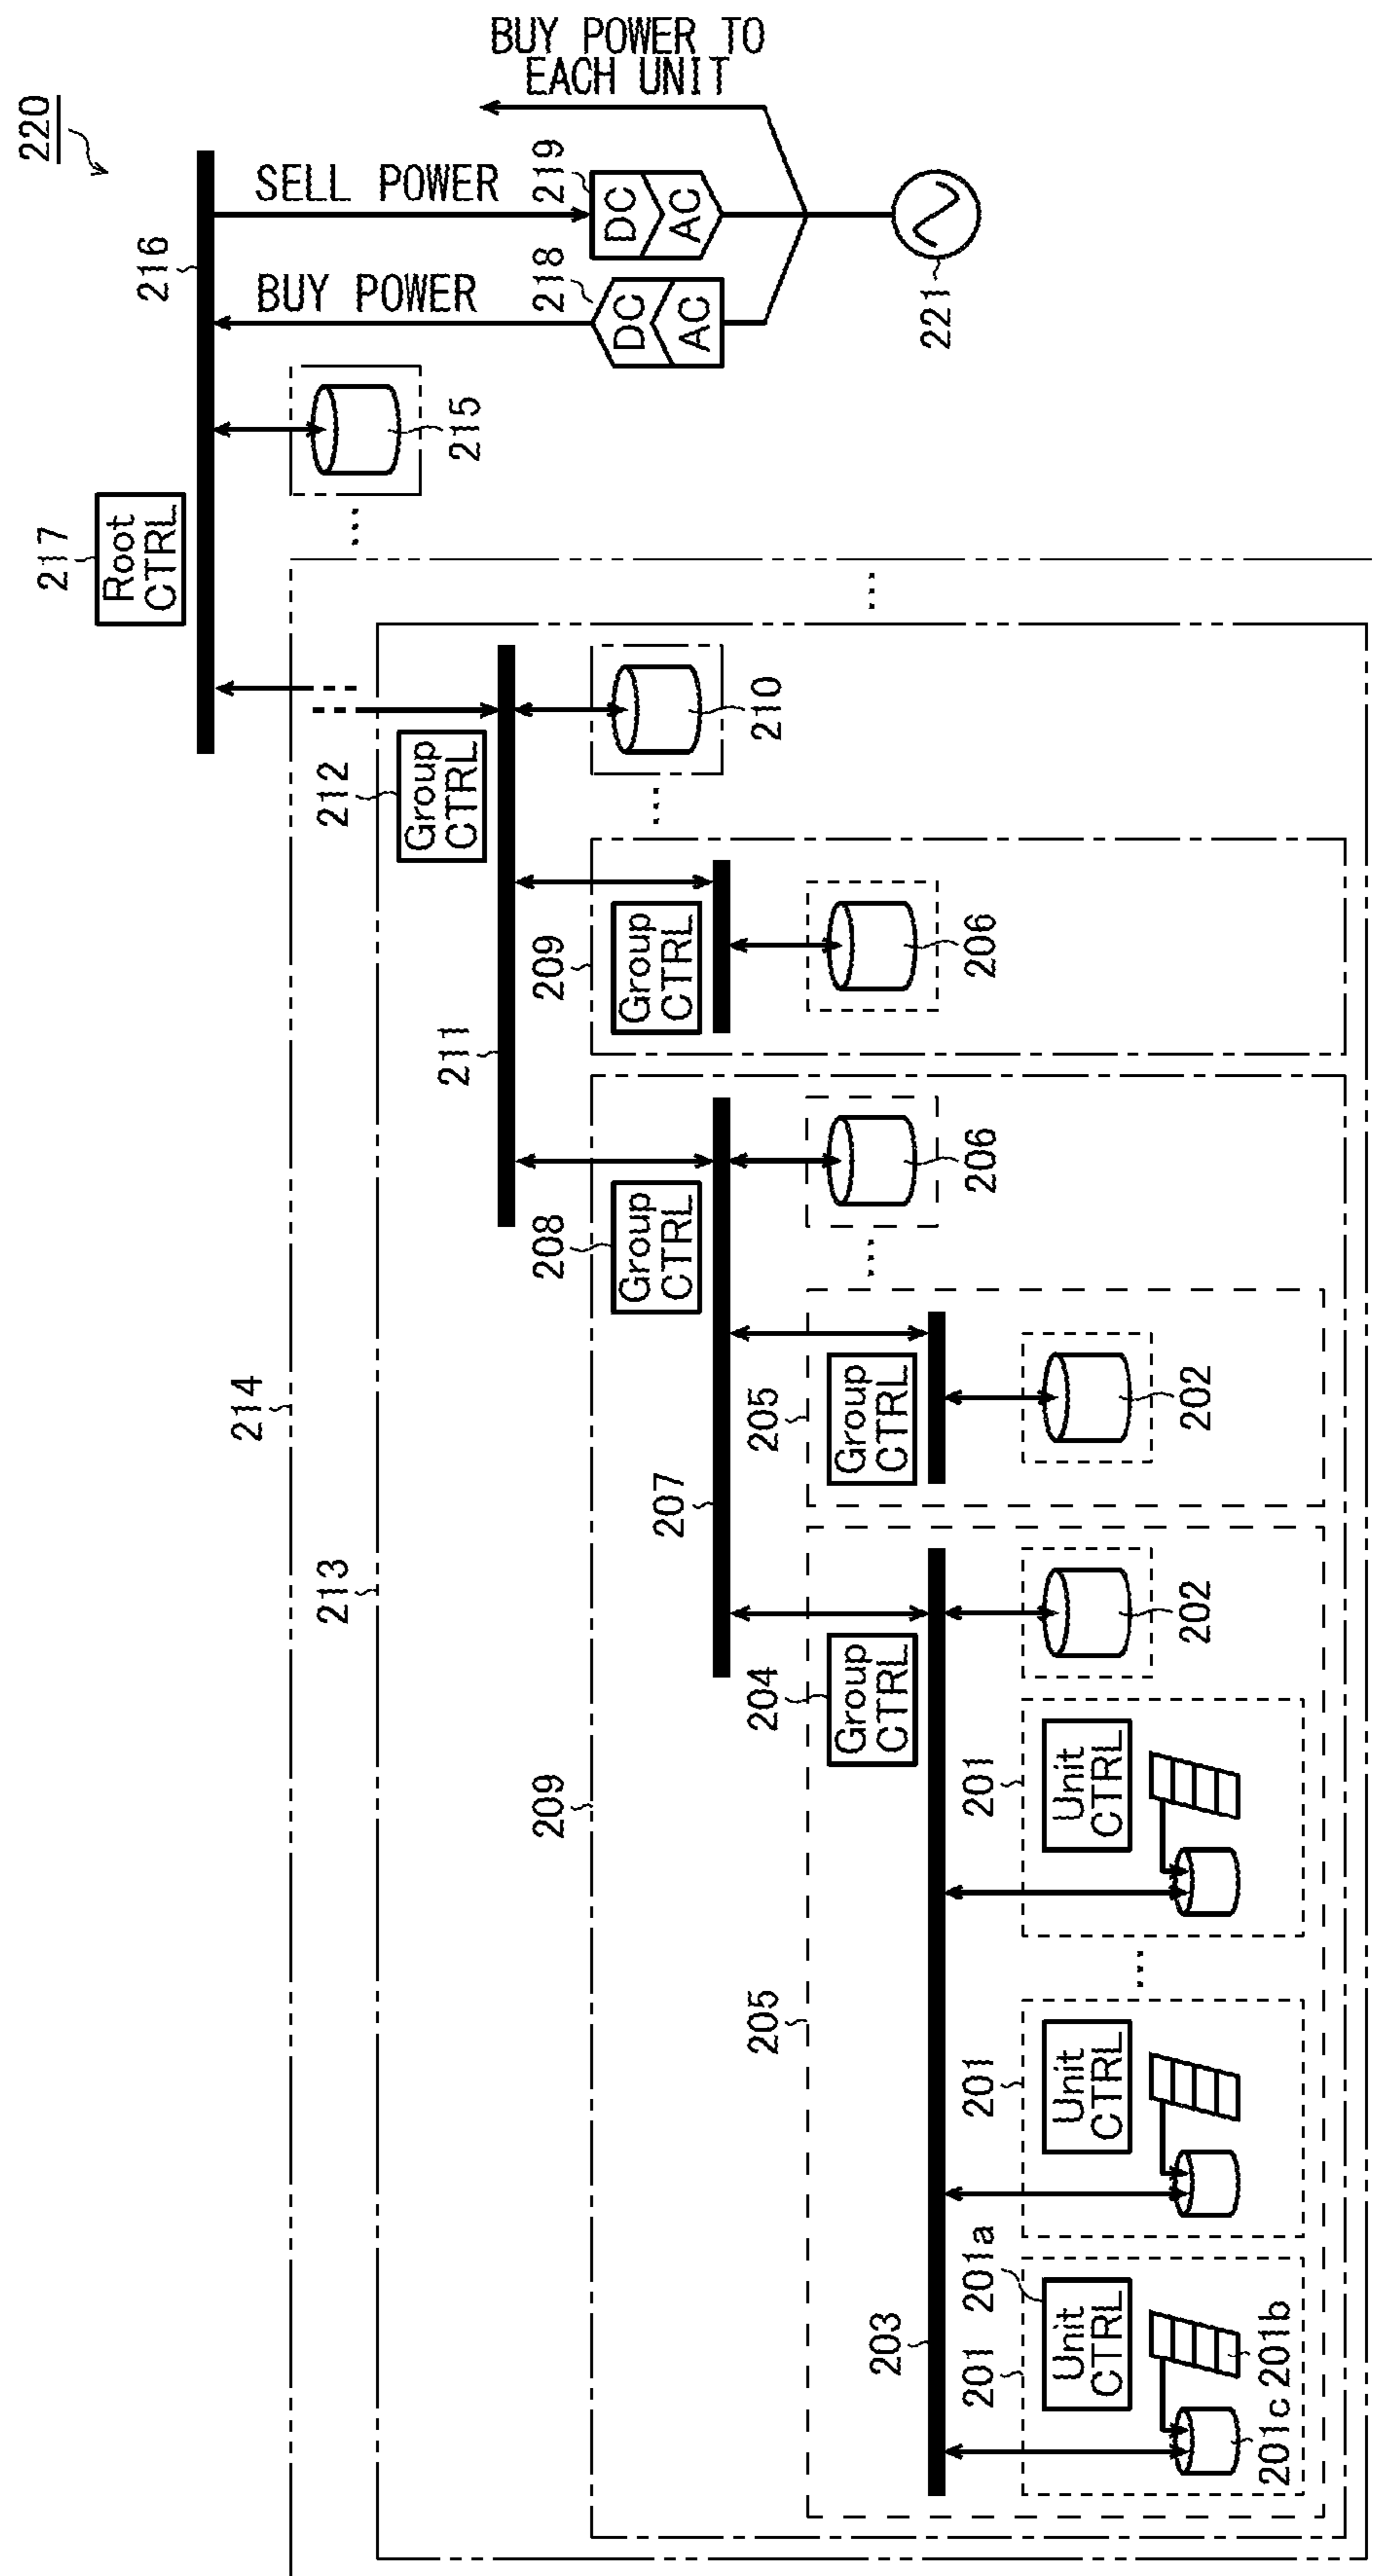 220
BUY POWER TO
EACH UNIT
216
SELL POWER
219
DC
AC
BUY POWER
218
DC
AC
221
217
Root
CTRL
215
214
213
212
Group
CTRL
210
211
209
Group
CTRL
206
209
208
Group
CTRL
206
207
205
Group
CTRL
202
205
204
Group
CTRL
202
203
201
Unit
CTRL
201
Unit
CTRL
201
201a
Unit
CTRL
201b
201c